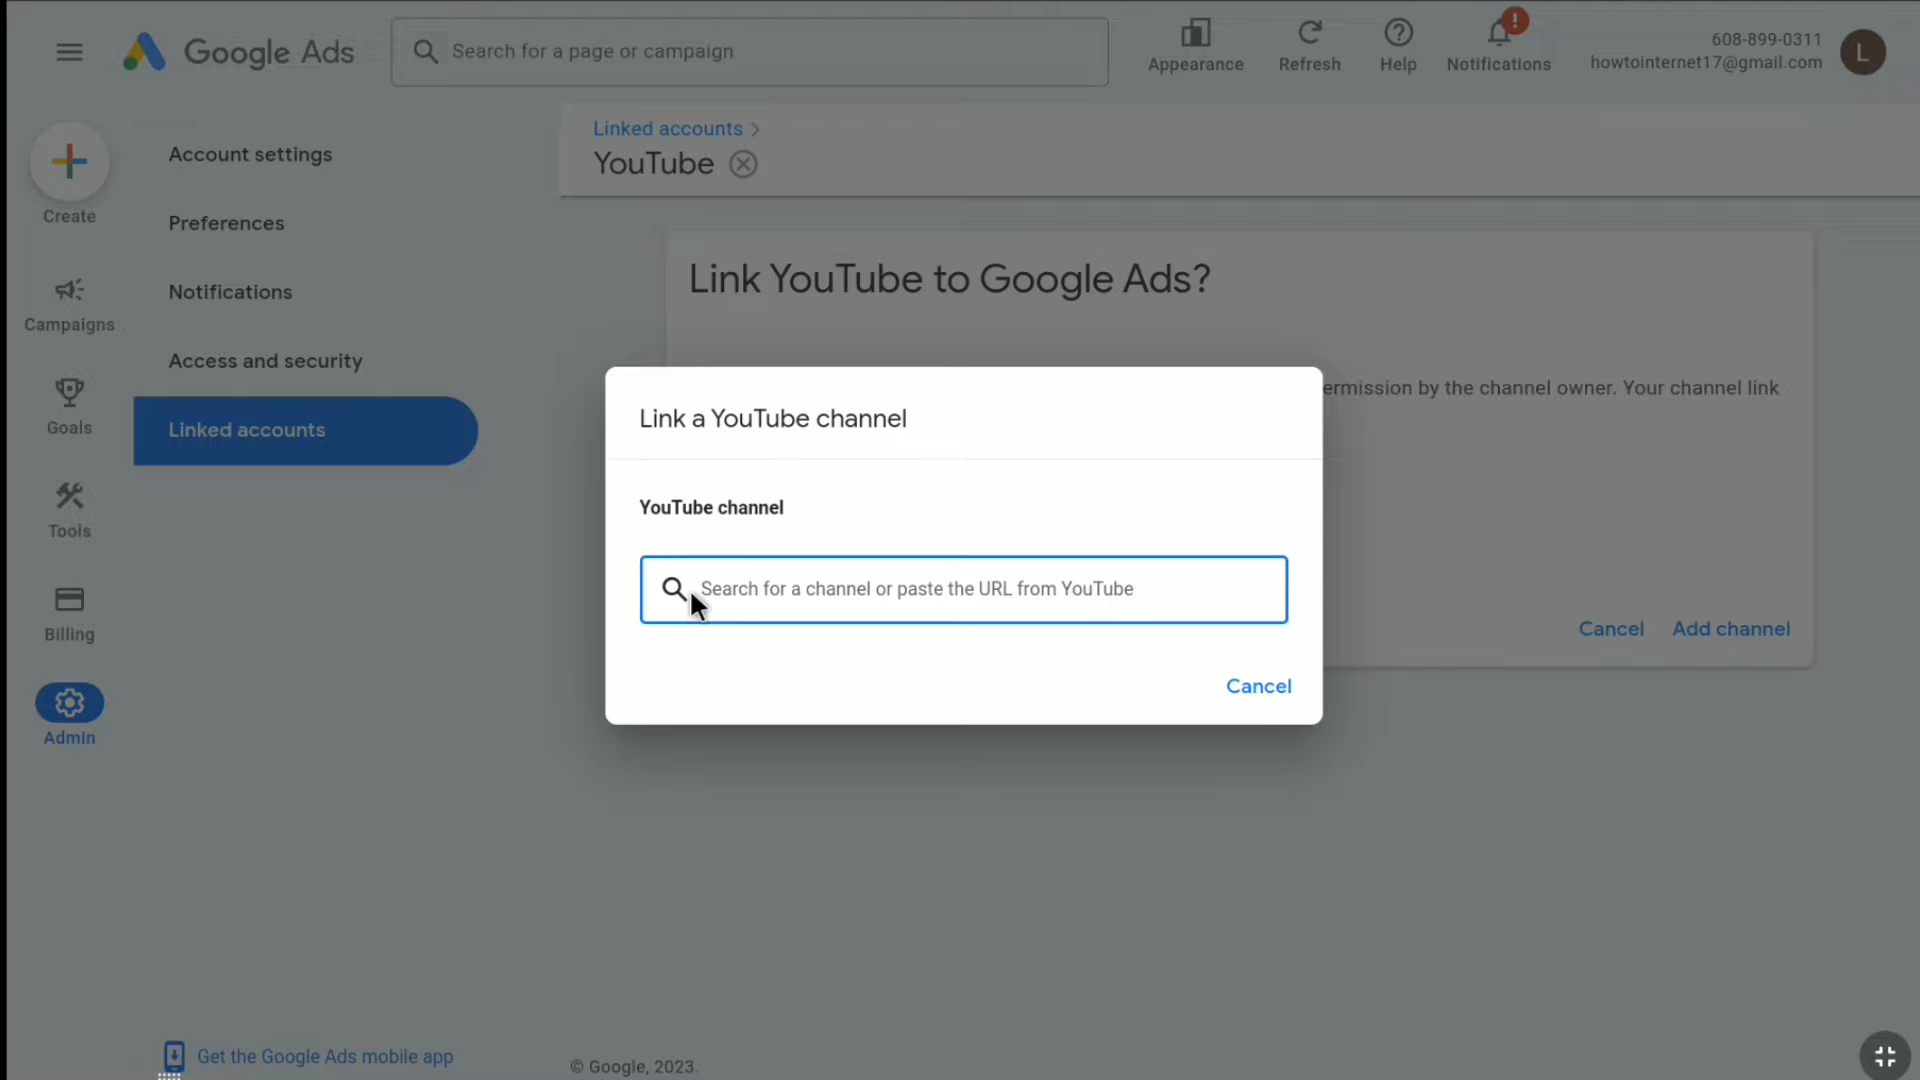 Google Ads
Search for a page or campaign
Appearance
Refresh
Help
Notifications
!
608-899-0311
howtointernet17@gmail.com
L
Create
Campaigns
Goals
Tools
Billing
Admin
Account settings
Preferences
Notifications
Access and security
Linked accounts
Linked accounts >
YouTube
Link YouTube to Google Ads?
ermission by the channel owner. Your channel link
Cancel Add channel
Link a YouTube channel
YouTube channel
Search for a channel or paste the URL from YouTube
Cancel
Get the Google Ads mobile app
© Google, 2023.